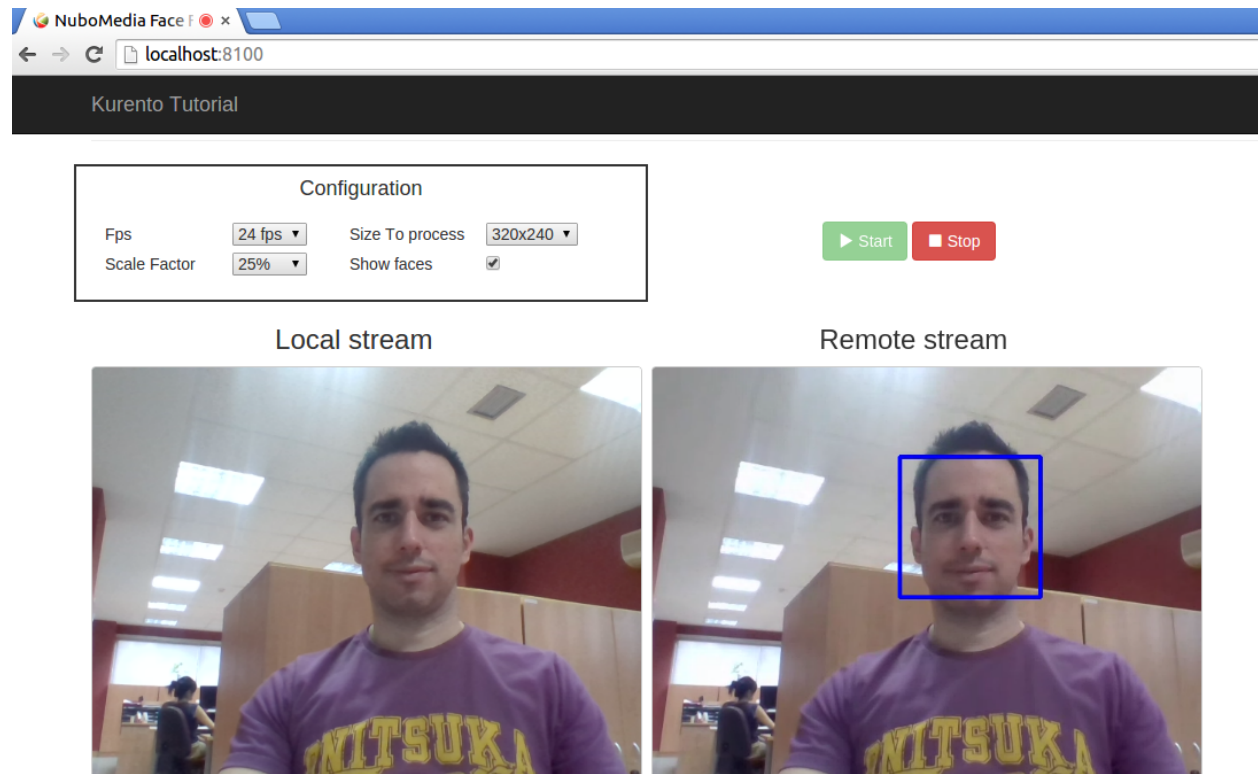 NuboMedia Face F
localhost:8100
Kurento Tutorial
Configuration
Fps 24 fps Size To process 320x240
Scale Factor 25% Show faces
Start Stop
Local stream Remote stream
NITSUKA NITSUKA